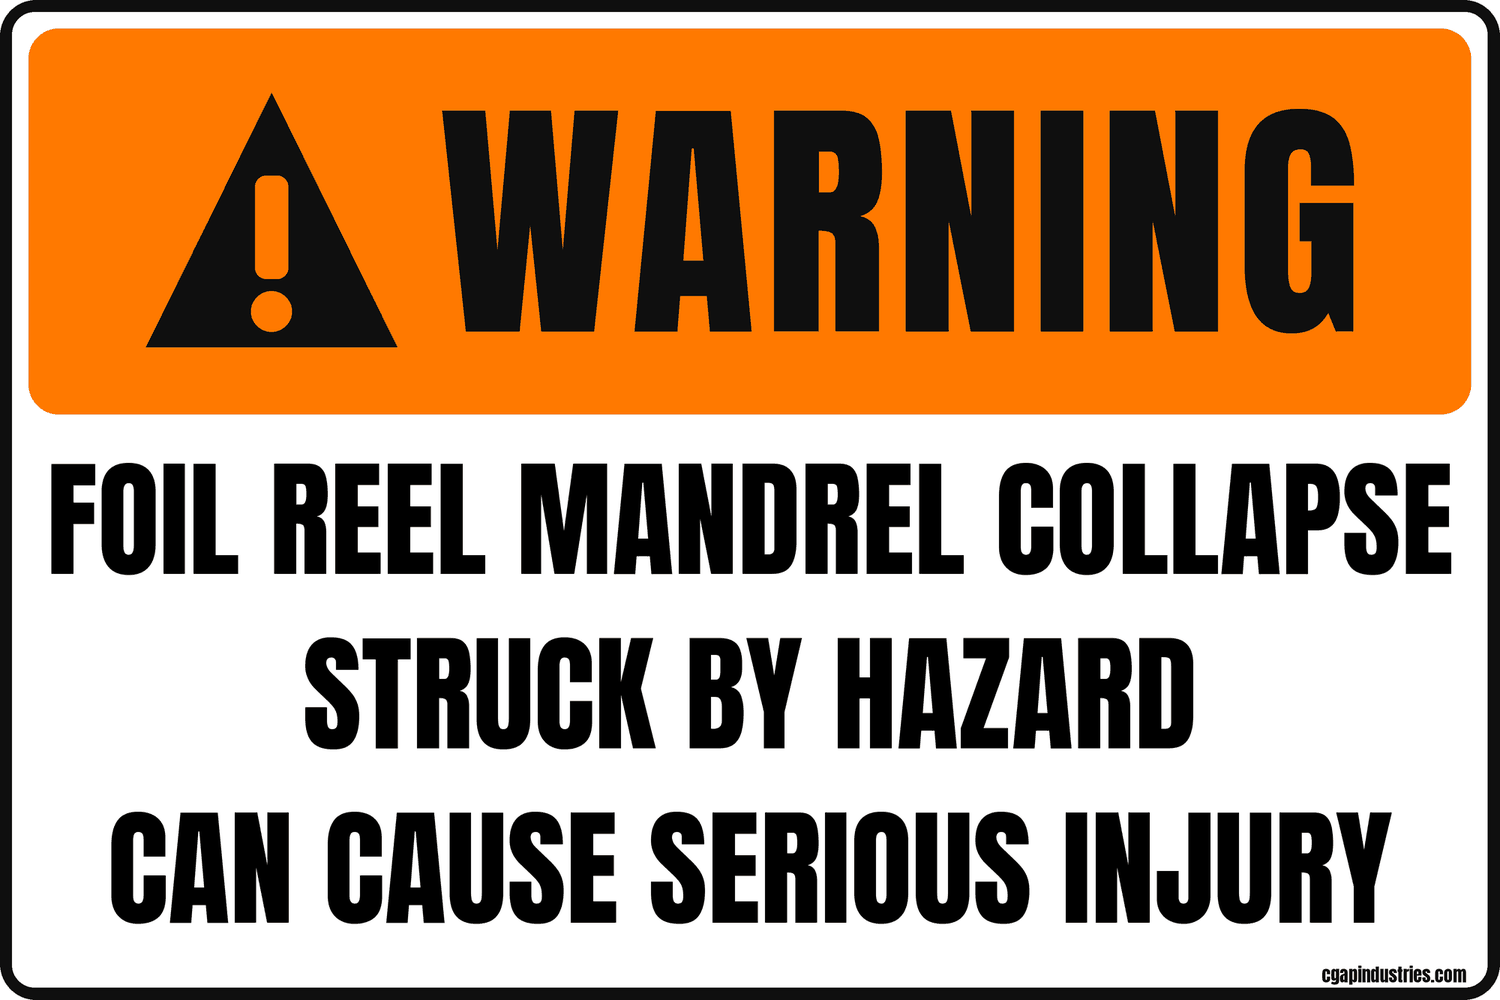 WARNING
FOIL REEL MANDREL COLLAPSE
STRUCK BY HAZARD
CAN CAUSE SERIOUS INJURY
cgapindustries.com